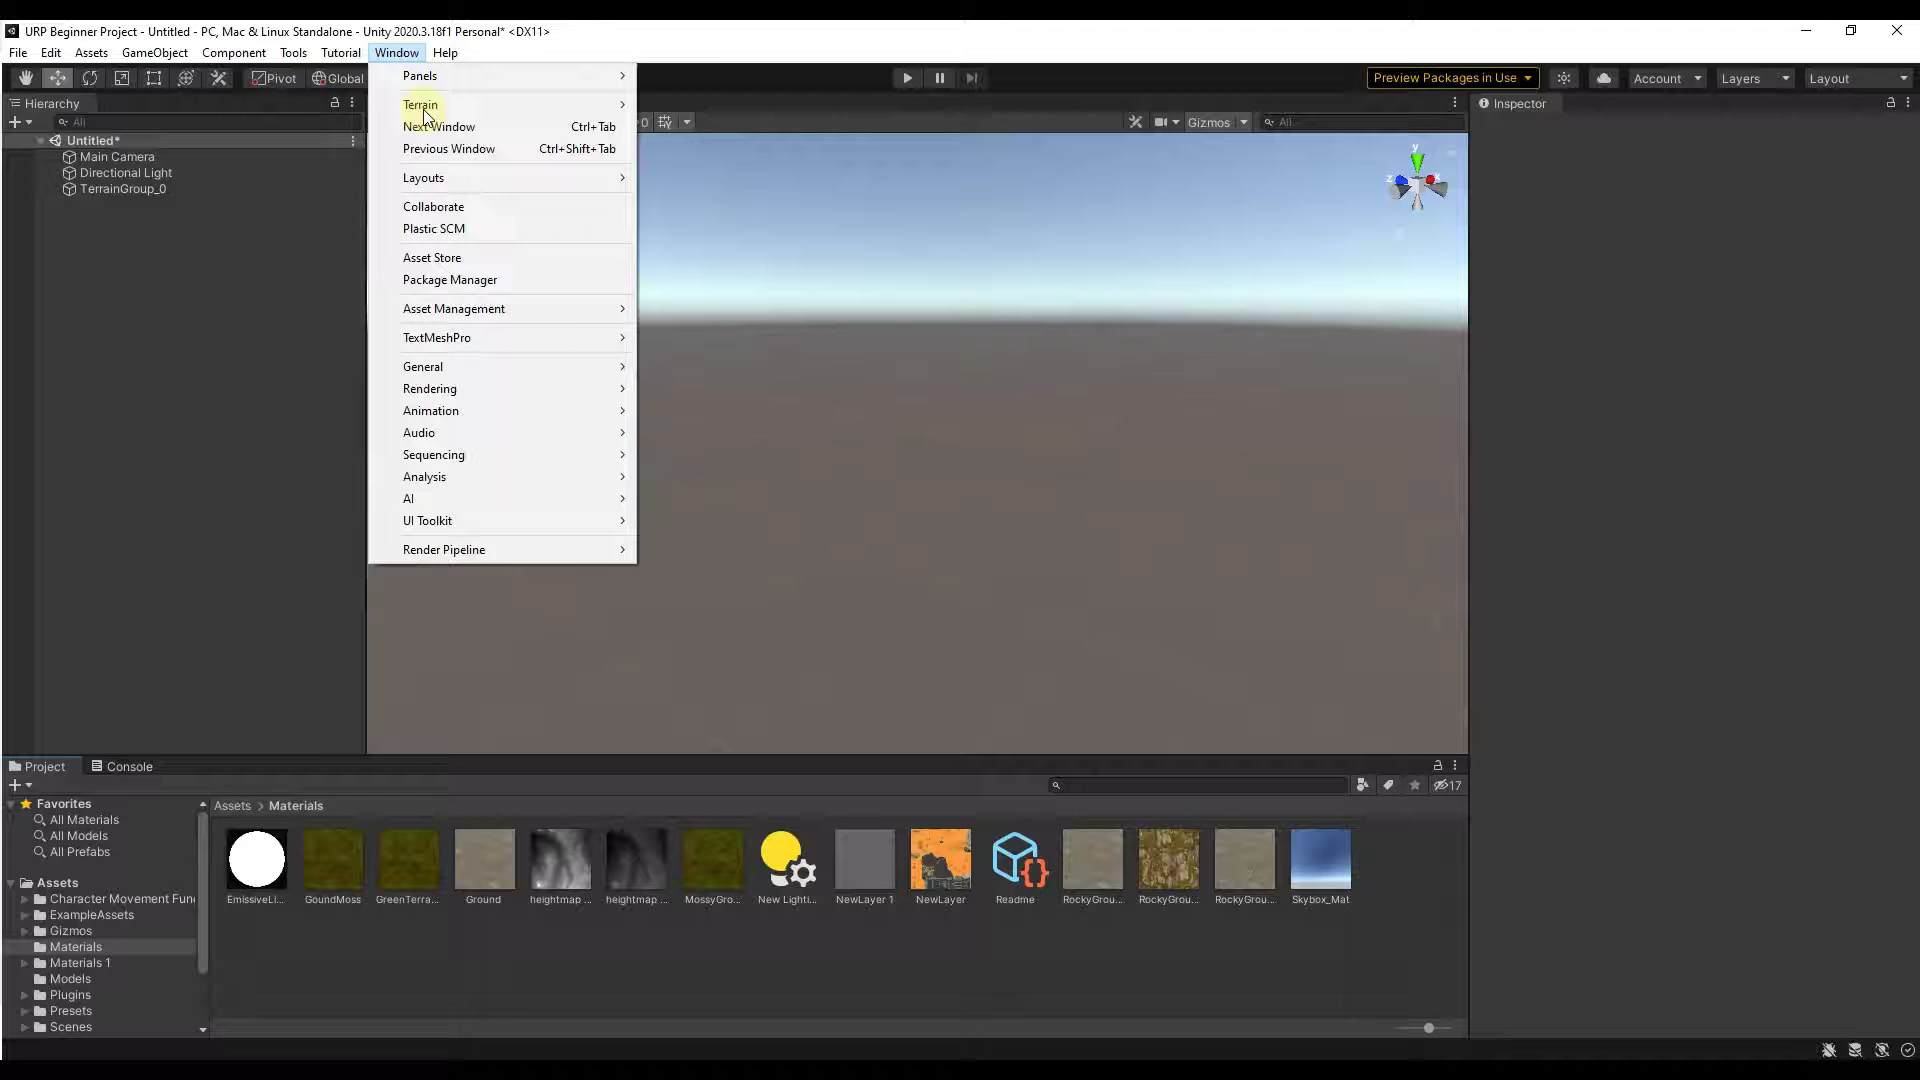 URP Beginner Project - Untitled - PC, Mac & Linux Standalone - Unity 2020.3.18f1 Personal* <DX11>
File Edit Assets GameObject Component Tools Tutorial Window Help
Pivot Global Preview Packages in Use Account Layers Layout
Hierarchy
All
Untitled*
Main Camera
Directional Light
TerrainGroup_0
Panels
Terrain
Next Window Ctrl+Tab
Previous Window Ctrl+Shift+Tab
Layouts
Collaborate
Plastic SCM
Asset Store
Package Manager
Asset Management
TextMeshPro
General
Rendering
Animation
Audio
Sequencing
Analysis
AI
UI Toolkit
Render Pipeline
0 Gizmos All
y
z x
Inspector
Project Console
17
Favorites
All Materials
All Models
All Prefabs
Assets
Character Movement Fun
ExampleAssets
Gizmos
Materials
Materials 1
Models
Plugins
Presets
Scenes
Assets > Materials
EmissiveLi... GoundMoss GreenTerra... Ground heightmap ... heightmap ... MossyGro... New Lighti... NewLayer 1 NewLayer Readme RockyGrou... RockyGrou... RockyGrou... Skybox_Mat